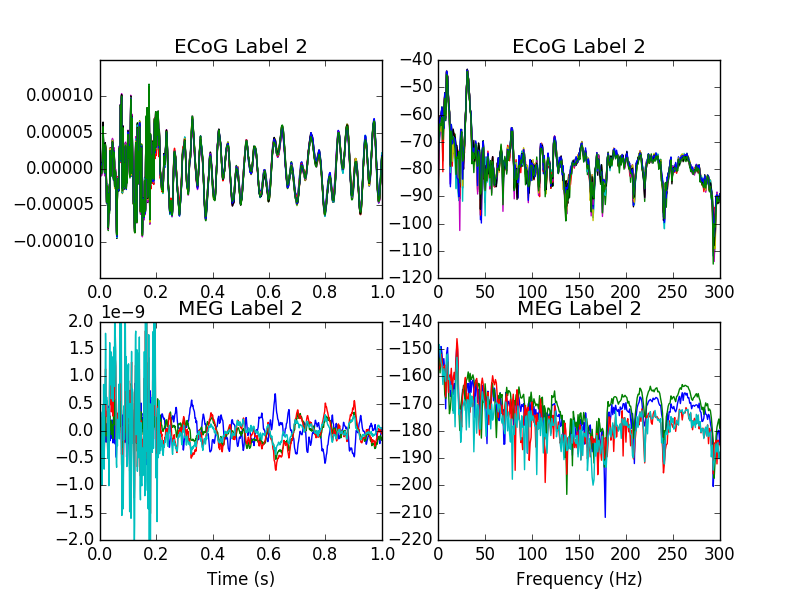 ECoG Label 2
0.00010
0.00005
0.00000
−0.00005
−0.00010
0.0 0.2 0.4 0.6 0.8 1.0
ECoG Label 2
−40
−50
−60
−70
−80
−90
−100
−110
−120
0 50 100 150 200 250 300
MEG Label 2
1e−9
2.0
1.5
1.0
0.5
0.0
−0.5
−1.0
−1.5
−2.0
0.0 0.2 0.4 0.6 0.8 1.0
Time (s)
MEG Label 2
−140
−150
−160
−170
−180
−190
−200
−210
−220
0 50 100 150 200 250 300
Frequency (Hz)